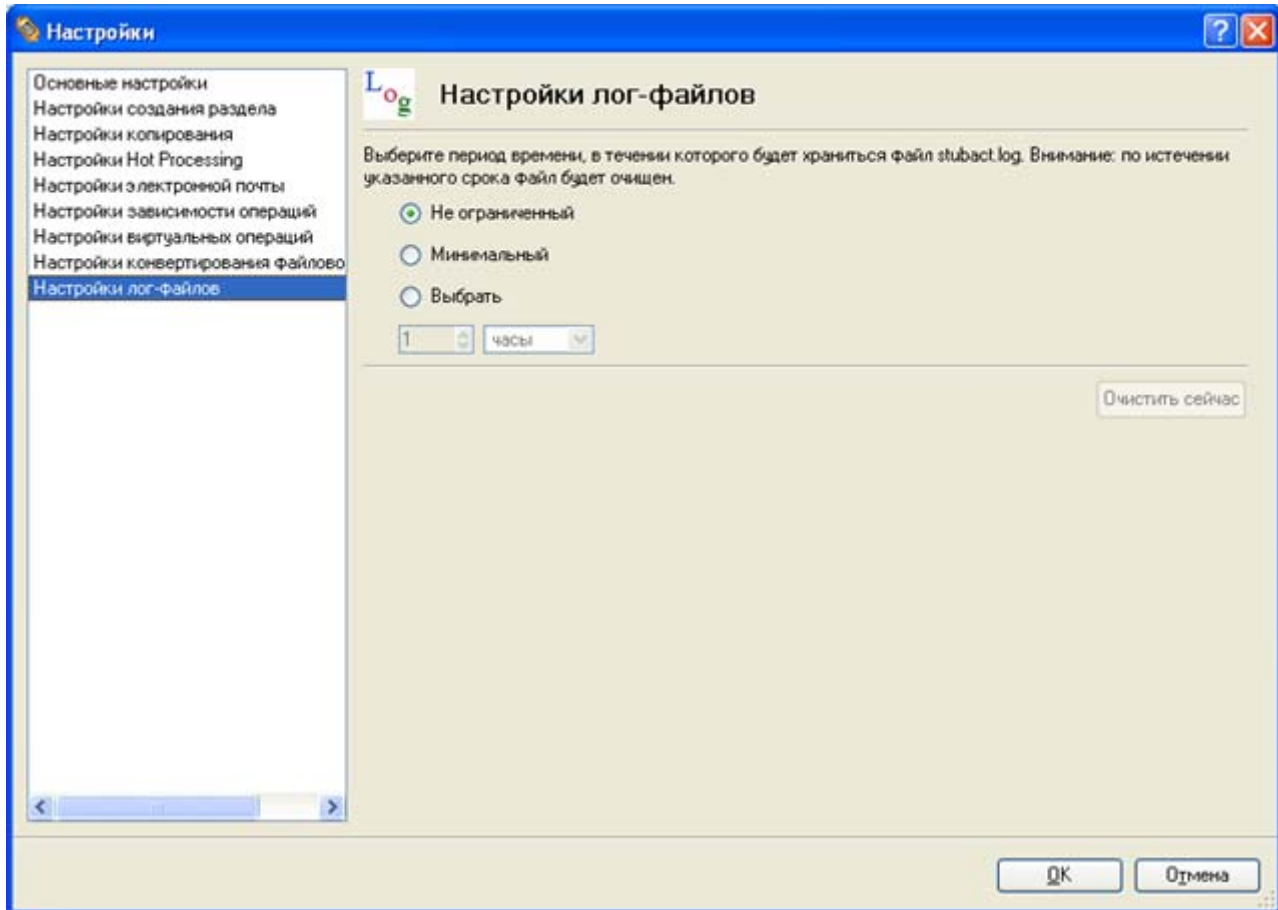 Настройки
Основные настройки
Настройки создания раздела
Настройки копирования
Настройки Hot Processing
Настройки электронной почты
Настройки зависимости операций
Настройки виртуальных операций
Настройки конвертирования файлово
Настройки лог-файлов
Log
Настройки лог-файлов
Выберите период времени, в течении которого будет храниться файл stubact.log. Внимание: по истечении
указанного срока файл будет очищен.
Не ограниченный
Минимальный
Выбрать
1 часы
Очистить сейчас
OK Отмена